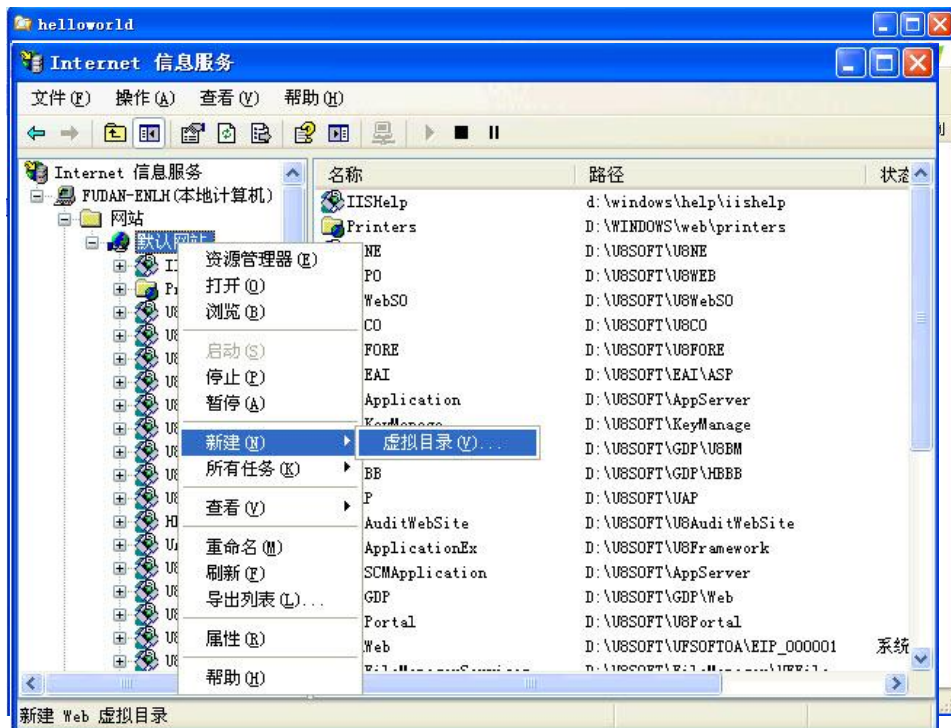 helloworld
Internet 信息服务
文件(F) 操作(A) 查看(V) 帮助(H)
Internet 信息服务
FUDAN-ENLH(本地计算机)
网站
默认网站
名称 路径 状态
IISHelp d:\windows\help\iishelp
Printers D:\WINDOWS\web\printers
NE D:\U8SOFT\U8NE
PO D:\U8SOFT\U8WEB
WebSO D:\U8SOFT\U8WebSO
CO D:\U8SOFT\U8CO
FORE D:\U8SOFT\U8FORE
EAI D:\U8SOFT\EAI\ASP
Application D:\U8SOFT\AppServer
KeyManage D:\U8SOFT\KeyManage
D:\U8SOFT\GDP\U8BM
BB D:\U8SOFT\GDP\HBBB
P D:\U8SOFT\UAP
AuditWebSite D:\U8SOFT\U8AuditWebSite
ApplicationEx D:\U8SOFT\U8Framework
SCMApplication D:\U8SOFT\AppServer
GDP D:\U8SOFT\GDP\Web
Portal D:\U8SOFT\U8Portal
Web D:\U8SOFT\UFSOFTOA\EIP_000001 系统
资源管理器(E)
打开(O)
浏览(B)
启动(S)
停止(P)
暂停(A)
新建(N)
虚拟目录(V)...
所有任务(K)
查看(V)
重命名(M)
刷新(F)
导出列表(L)...
属性(R)
帮助(H)
新建 Web 虚拟目录